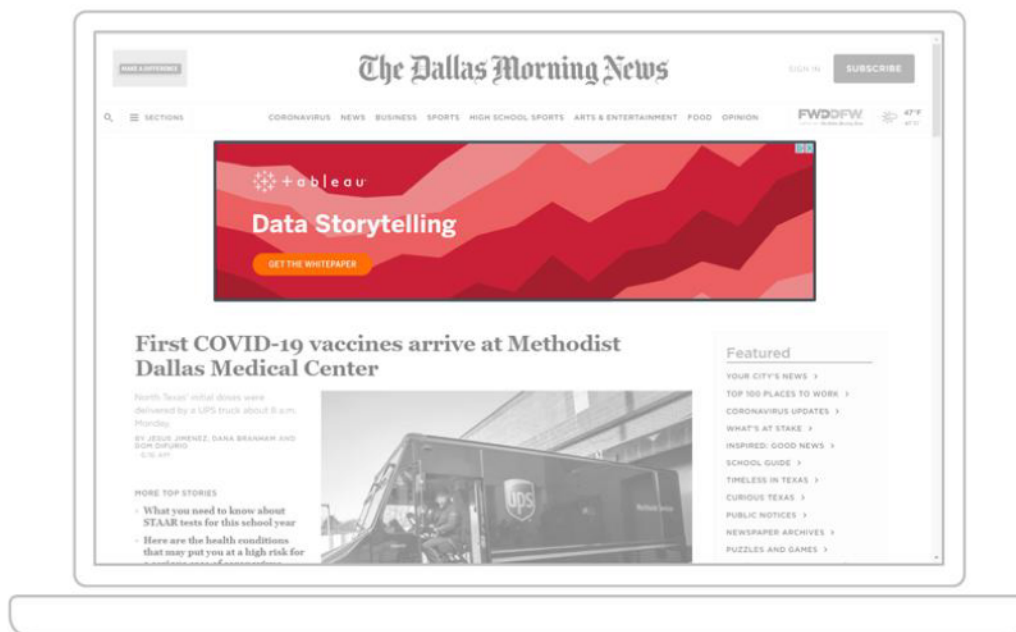 MAKE A DIFFERENCE
The Dallas Morning News
SIGN IN
SUBSCRIBE
SECTIONS
CORONAVIRUS NEWS BUSINESS SPORTS HIGH SCHOOL SPORTS ARTS & ENTERTAINMENT FOOD OPINION
FWDDFW
47°F
+ableau
Data Storytelling
GET THE WHITEPAPER
First COVID-19 vaccines arrive at Methodist
Dallas Medical Center
North Texas' initial doses were
delivered by a UPS truck about 8 a.m.
Monday.
BY JESUS JIMENEZ, DANA BRANHAM AND
DOM DIFURIO
MORE TOP STORIES
What you need to know about
STAAR tests for this school year
Here are the health conditions
that may put you at a high risk for
ups
Featured
YOUR CITY'S NEWS >
TOP 100 PLACES TO WORK >
CORONAVIRUS UPDATES >
WHAT'S AT STAKE >
INSPIRED: GOOD NEWS >
SCHOOL GUIDE >
TIMELESS IN TEXAS >
CURIOUS TEXAS >
PUBLIC NOTICES >
NEWSPAPER ARCHIVES >
PUZZLES AND GAMES >